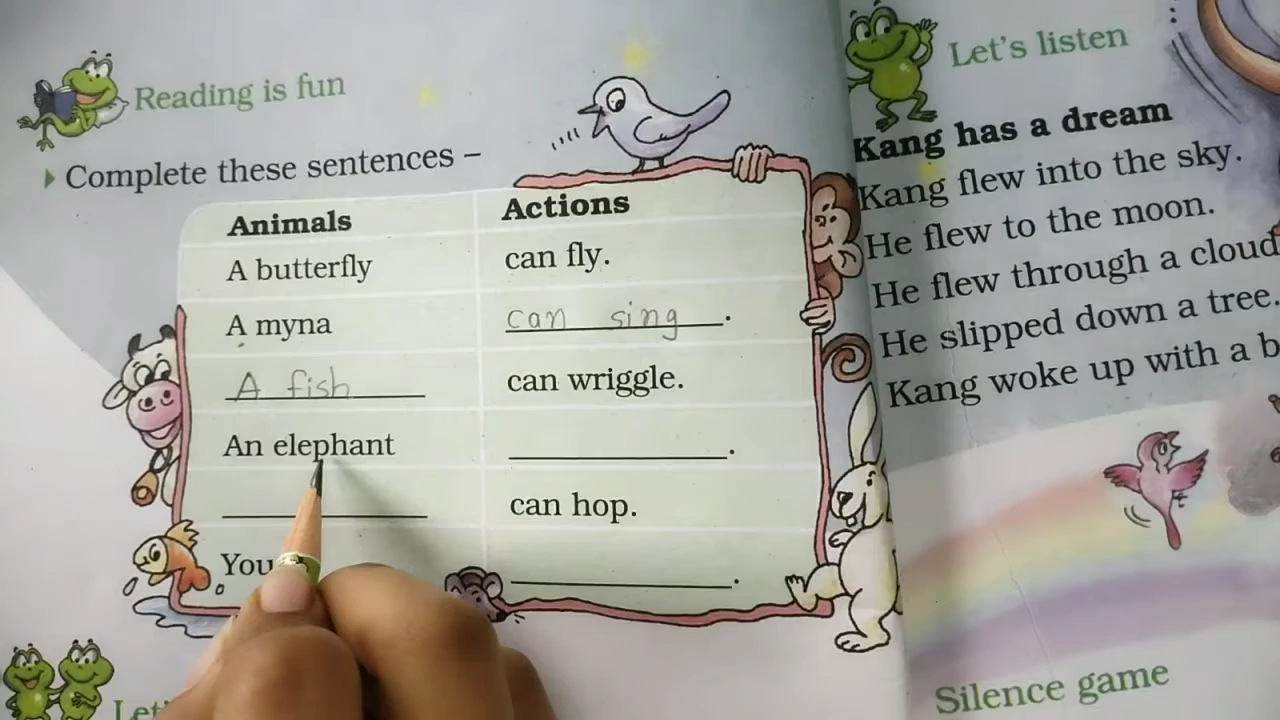 Reading is fun
Complete these sentences –
Animals Actions
A butterfly can fly.
A myna can sing.
A fish can wriggle.
An elephant .
can hop.
You .
Let's listen
Kang has a dream
Kang flew into the sky.
He flew to the moon.
He flew through a cloud
He slipped down a tree.
Kang woke up with a b
Silence game